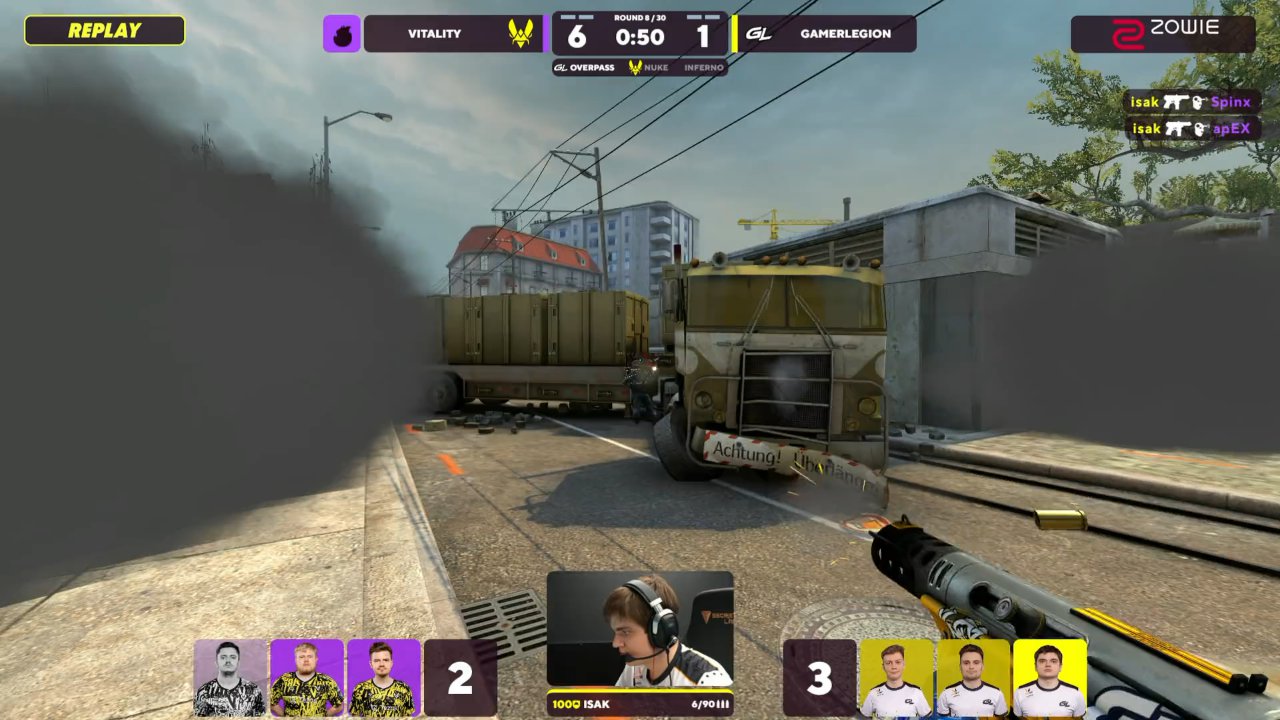 REPLAY
VITALITY
6
ROUND 8 / 30
0:50
1
GL
GAMERLEGION
ZOWIE
GL OVERPASS
NUKE
INFERNO
isak Spinx
isak apEX
Achtung! Überlänge
2
3
100 ISAK
6/90